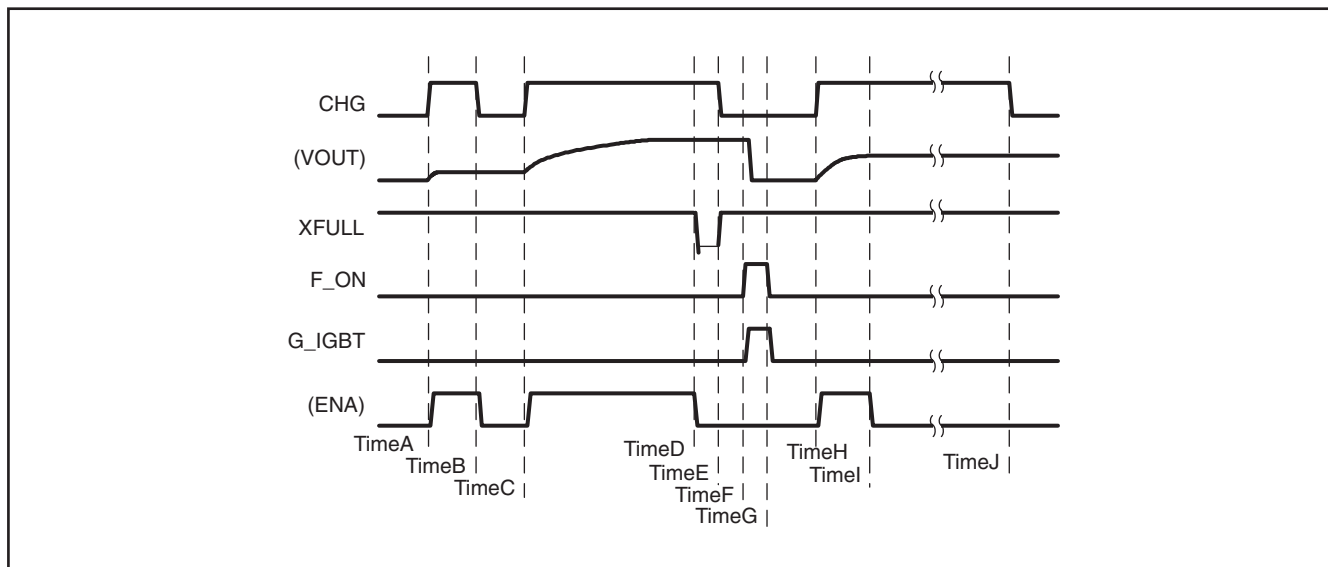 CHG
(VOUT)
XFULL
F_ON
G_IGBT
(ENA)
TimeA
TimeB
TimeC
TimeD
TimeE
TimeF
TimeG
TimeH
TimeI
TimeJ